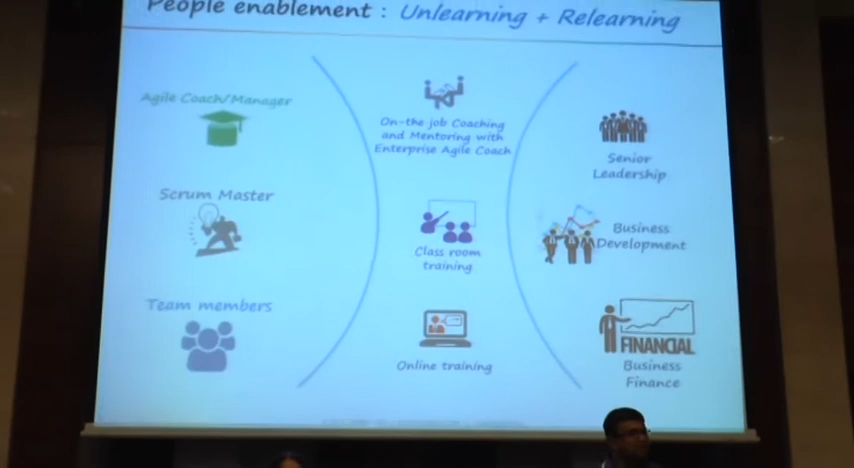 People enablement : Unlearning + Relearning
Agile Coach/Manager
Scrum Master
Team members
On-the job Coaching
and Mentoring with
Enterprise Agile Coach
Class room
training
Online training
Senior
Leadership
Business
Development
FINANCIAL
Business
Finance